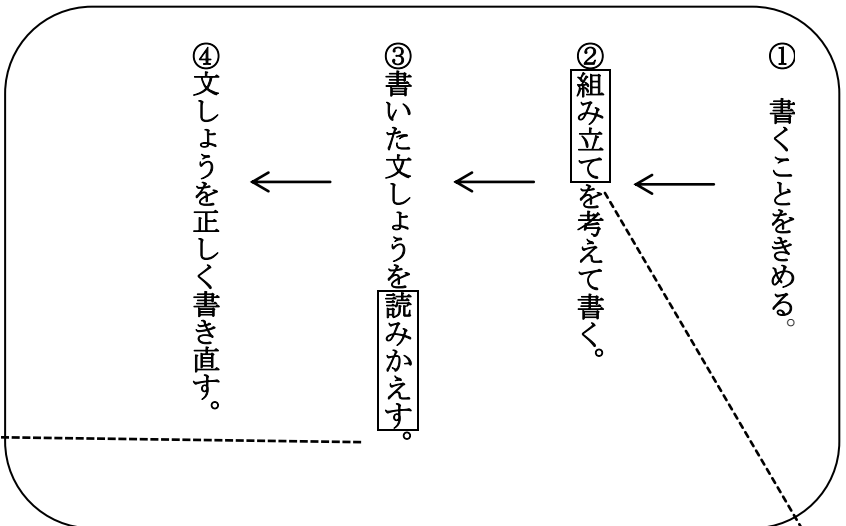 ① 書くことをきめる。
②組み立てを考えて書く。
③書いた文しょうを読みかえす。
④文しょうを正しく書き直す。